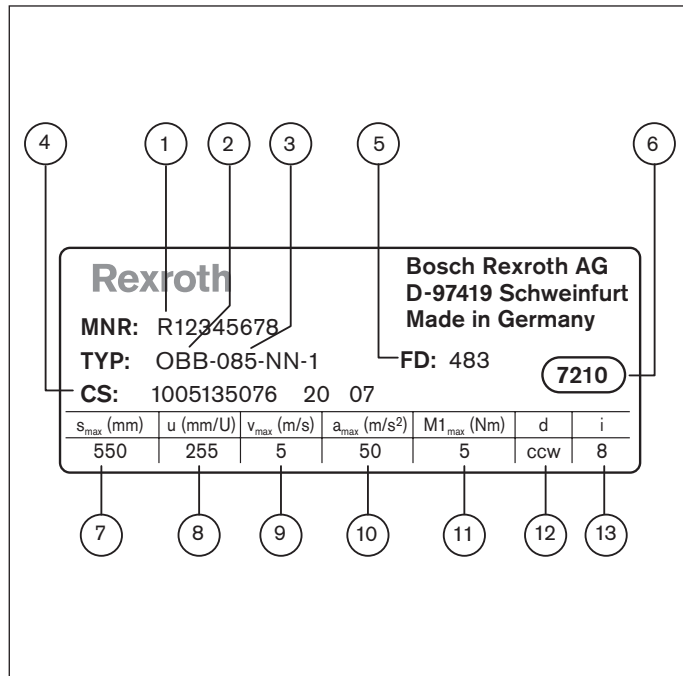 4 1 2 3 5 6
Rexroth
Bosch Rexroth AG
D-97419 Schweinfurt
Made in Germany
MNR: R12345678
TYP: OBB-085-NN-1 FD: 483
7210
CS: 1005135076 20 07
smax (mm) u (mm/U) vmax (m/s) amax (m/s²) M1max (Nm) d i
550 255 5 50 5 ccw 8
7 8 9 10 11 12 13